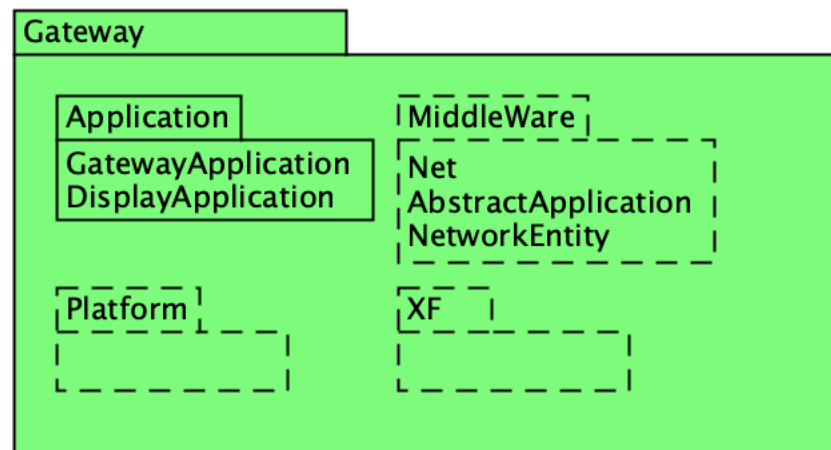 Gateway
Application
GatewayApplication
DisplayApplication
MiddleWare
Net
AbstractApplication
NetworkEntity
Platform
XF